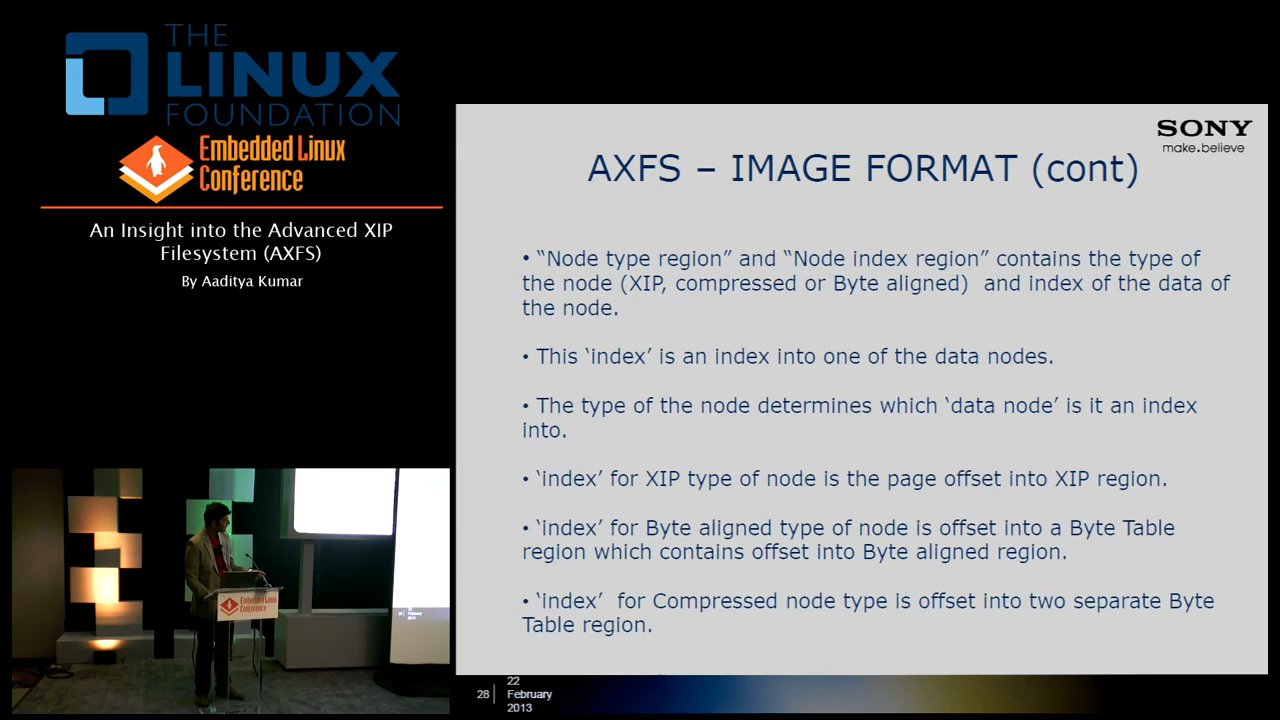 THE
LINUX
FOUNDATION
Embedded Linux
Conference
An Insight into the Advanced XIP
Filesystem (AXFS)
By Aaditya Kumar
SONY
make.believe
AXFS – IMAGE FORMAT (cont)
• “Node type region” and “Node index region” contains the type of
the node (XIP, compressed or Byte aligned)  and index of the data of
the node.
• This ‘index’ is an index into one of the data nodes.
• The type of the node determines which ‘data node’ is it an index
into.
• ‘index’ for XIP type of node is the page offset into XIP region.
• ‘index’ for Byte aligned type of node is offset into a Byte Table
region which contains offset into Byte aligned region.
• ‘index’  for Compressed node type is offset into two separate Byte
Table region.
28
22
February
2013
Embedded Linux
Conference